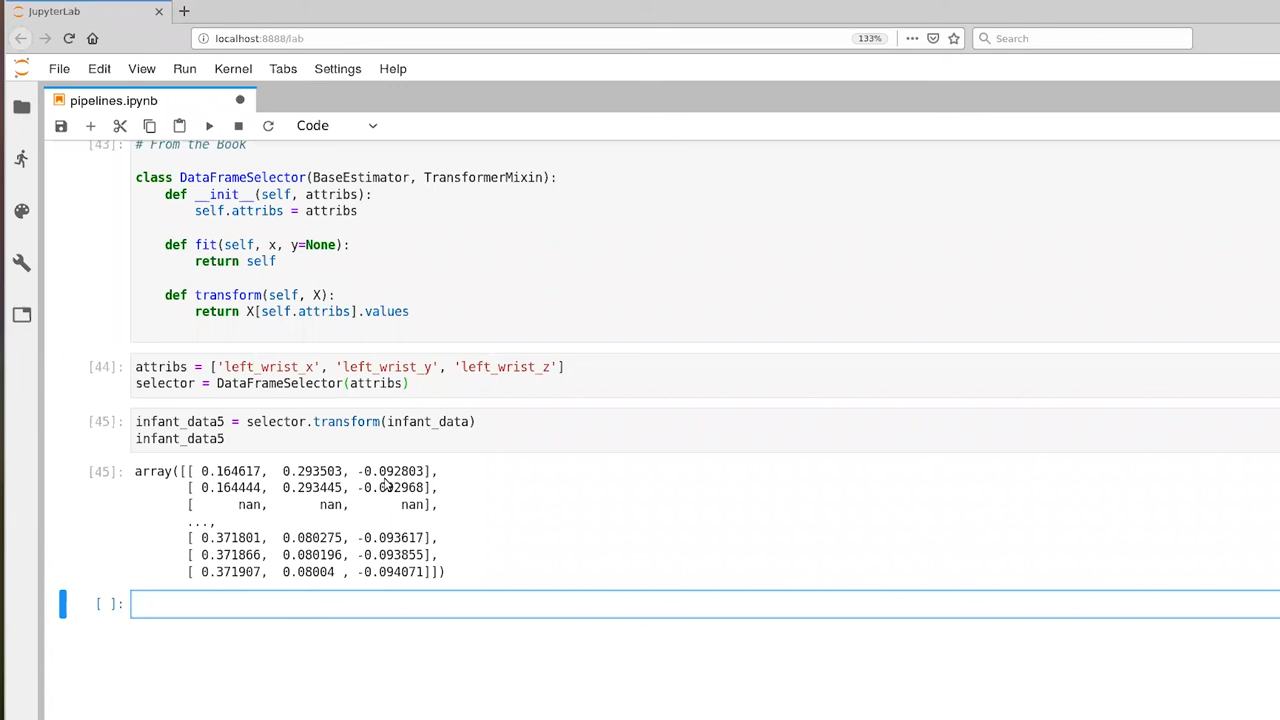 JupyterLab
localhost:8888/lab
133%
Search
File Edit View Run Kernel Tabs Settings Help
pipelines.ipynb
Code
[43]: # From the Book
class DataFrameSelector(BaseEstimator, TransformerMixin):
    def __init__(self, attribs):
        self.attribs = attribs
    def fit(self, x, y=None):
        return self
    def transform(self, X):
        return X[self.attribs].values
[44]: attribs = ['left_wrist_x', 'left_wrist_y', 'left_wrist_z']
selector = DataFrameSelector(attribs)
[45]: infant_data5 = selector.transform(infant_data)
infant_data5
[45]: array([[ 0.164617,  0.293503, -0.092803],
       [ 0.164444,  0.293445, -0.092968],
       [      nan,       nan,       nan],
       ...,
       [ 0.371801,  0.080275, -0.093617],
       [ 0.371866,  0.080196, -0.093855],
       [ 0.371907,  0.08004 , -0.094071]])
[ ]: